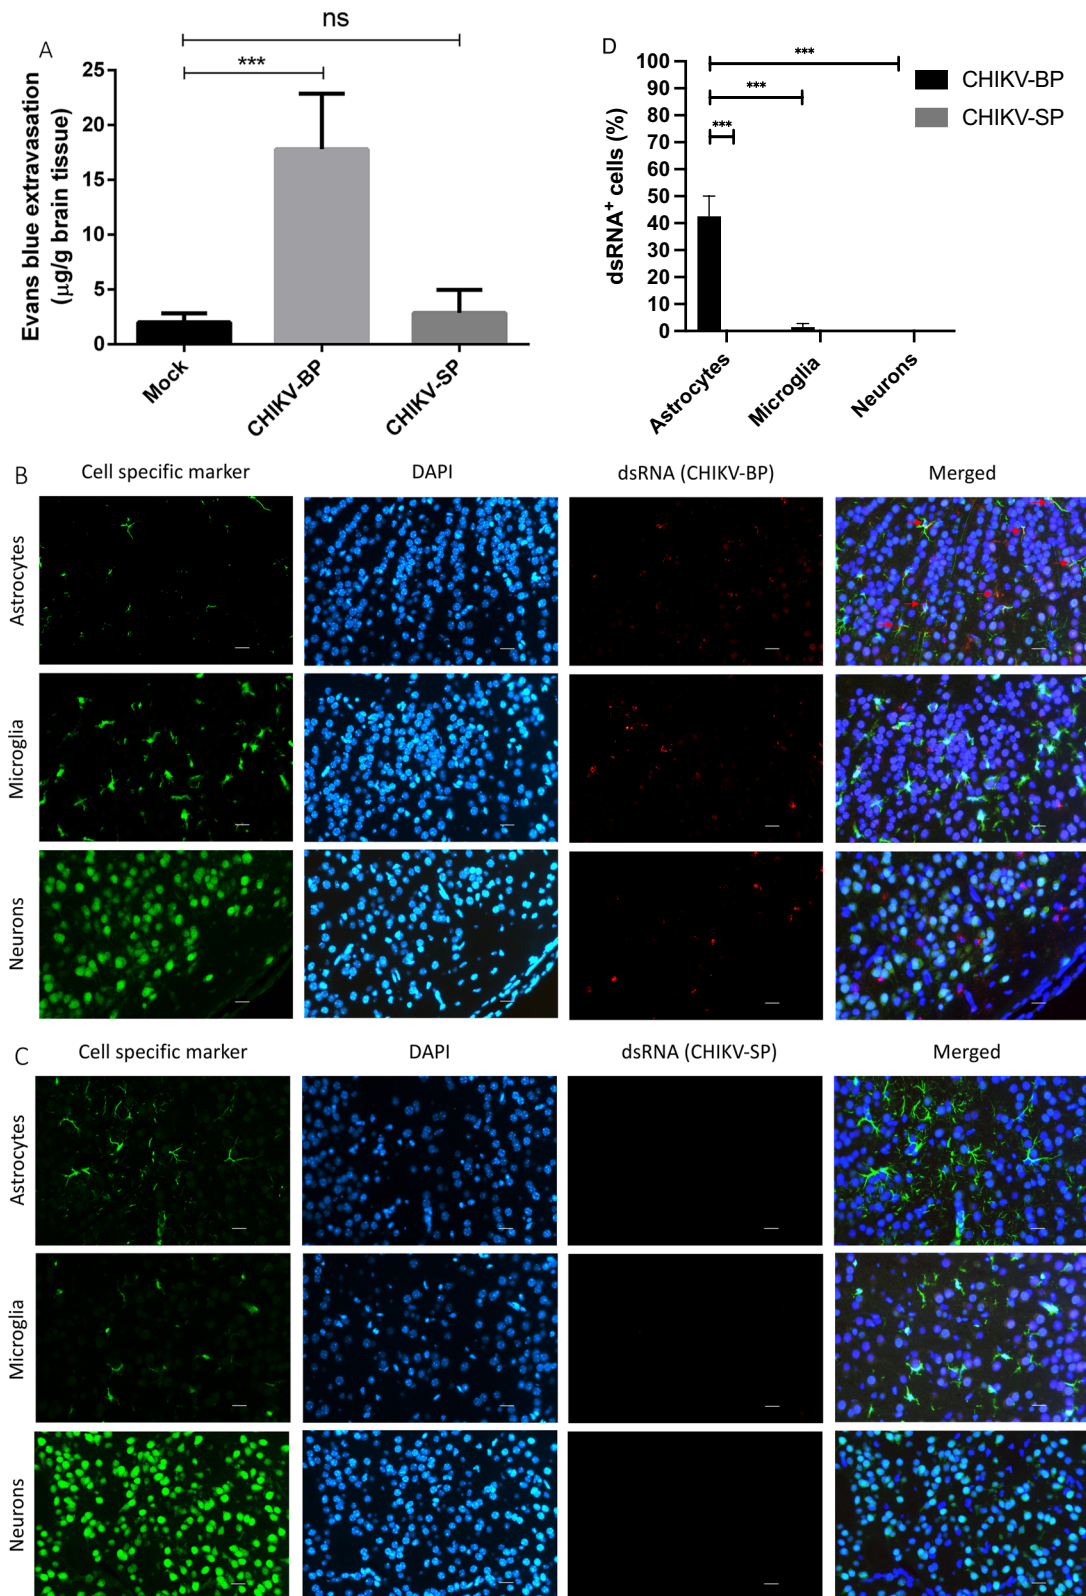 A
ns
***
Evans blue extravasation
(µg/g brain tissue)
25
20
15
10
5
0
Mock
CHIKV-BP
CHIKV-SP
D
***
***
***
CHIKV-BP
CHIKV-SP
dsRNA+ cells (%)
100
90
80
70
60
50
40
30
20
10
0
Astrocytes
Microglia
Neurons
B
Cell specific marker
DAPI
dsRNA (CHIKV-BP)
Merged
Astrocytes
Microglia
Neurons
C
Cell specific marker
DAPI
dsRNA (CHIKV-SP)
Merged
Astrocytes
Microglia
Neurons